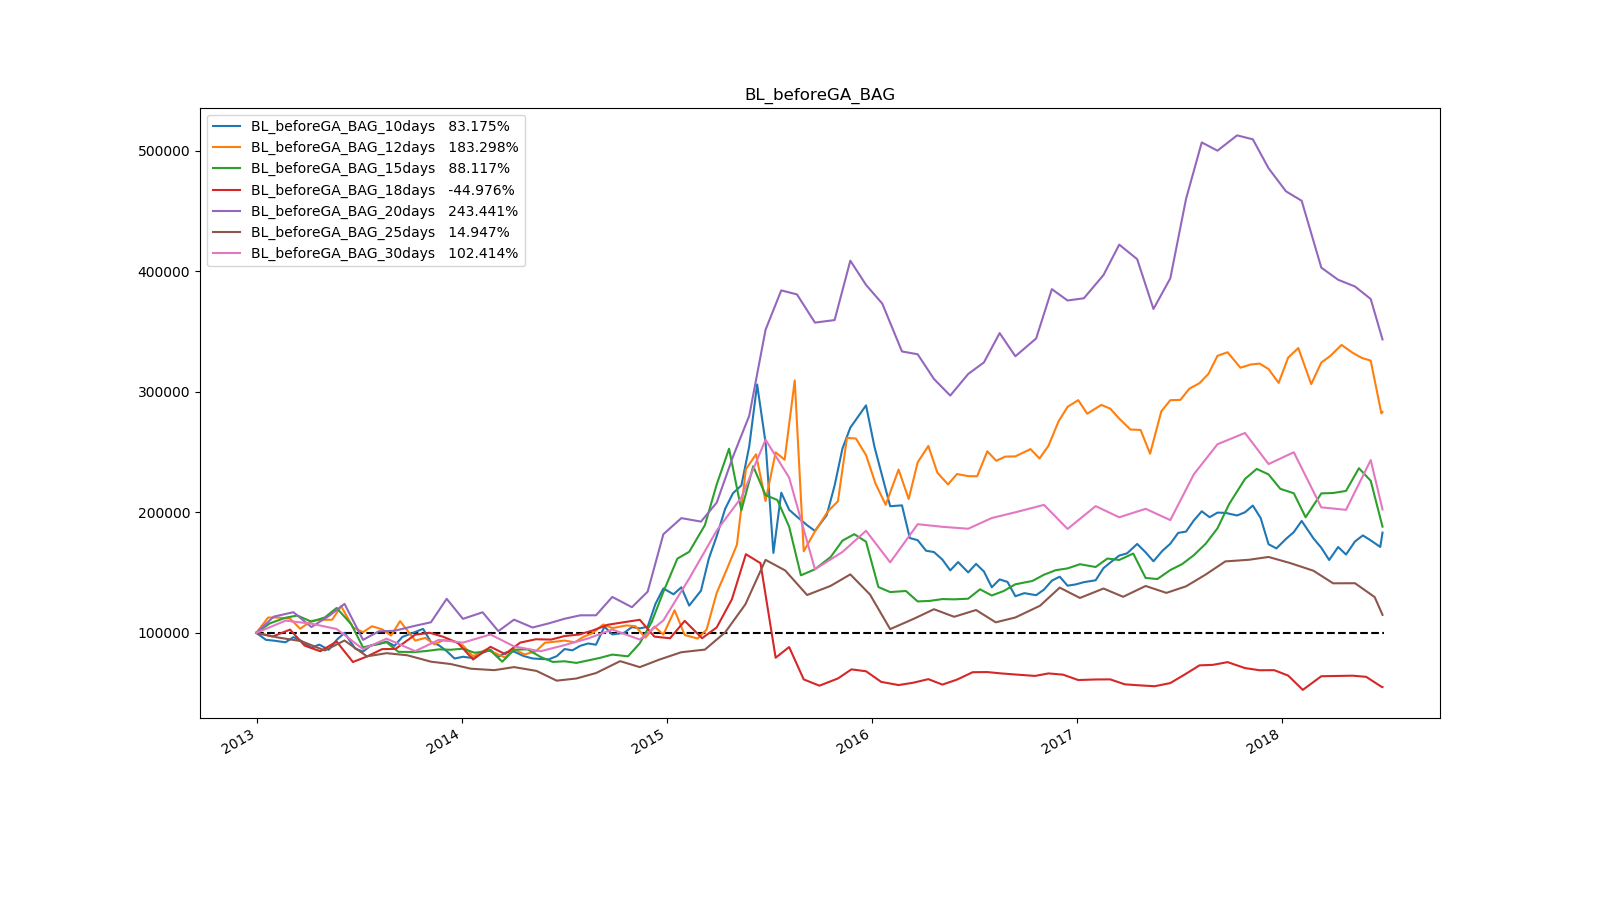 BL_beforeGA_BAG
BL_beforeGA_BAG_10days 83.175%
BL_beforeGA_BAG_12days 183.298%
BL_beforeGA_BAG_15days 88.117%
BL_beforeGA_BAG_18days -44.976%
BL_beforeGA_BAG_20days 243.441%
BL_beforeGA_BAG_25days 14.947%
BL_beforeGA_BAG_30days 102.414%
500000
400000
300000
200000
100000
2013
2014
2015
2016
2017
2018